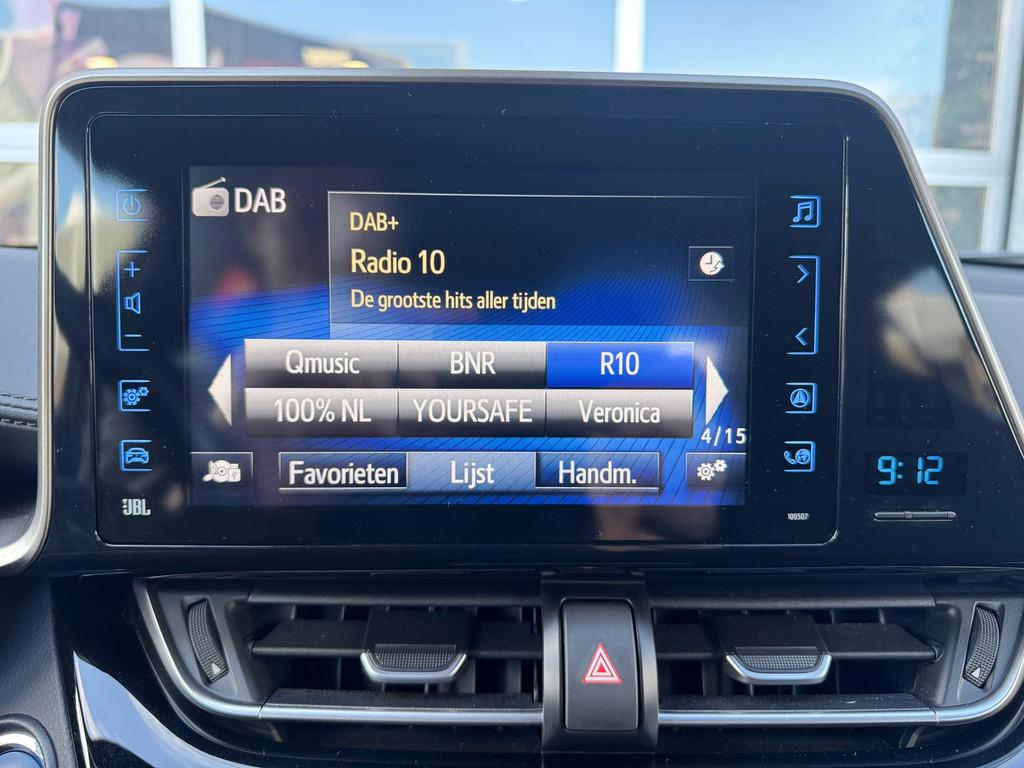 DAB
DAB+
Radio 10
De grootste hits aller tijden
Qmusic BNR R10
100% NL YOURSAFE Veronica
4/15
Favorieten Lijst Handm.
JBL
100507
9:12